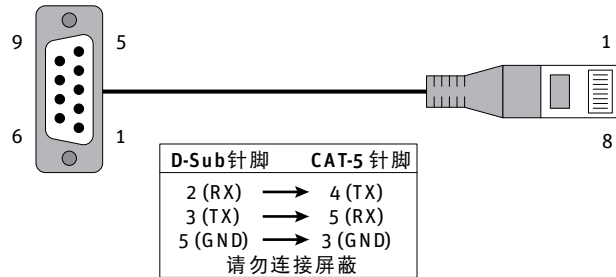 9 5 1
6 1 8
D-Sub针脚 CAT-5 针脚
2 (RX) → 4 (TX)
3 (TX) → 5 (RX)
5 (GND) → 3 (GND)
请勿连接屏蔽